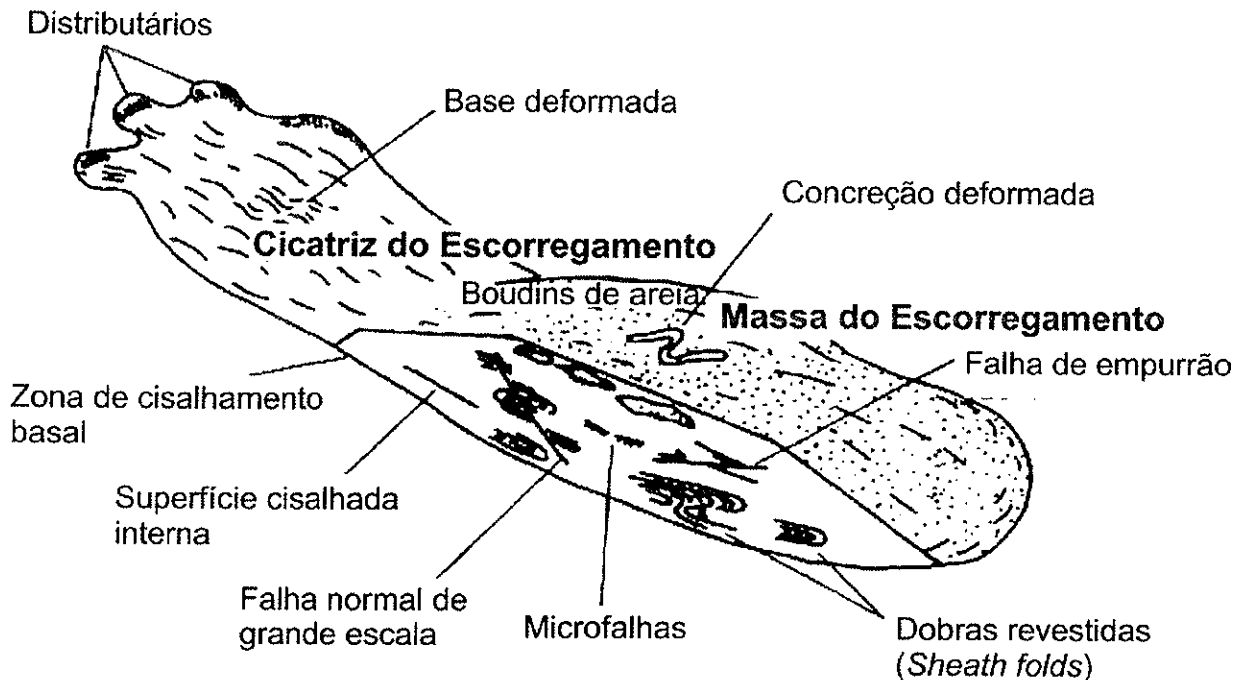 Distributários
Base deformada
Concreção deformada
Cicatriz do Escorregamento
Boudins de areia
Massa do Escorregamento
Falha de empurrão
Zona de cisalhamento
basal
Superfície cisalhada
interna
Falha normal de
grande escala
Microfalhas
Dobras revestidas
(Sheath folds)